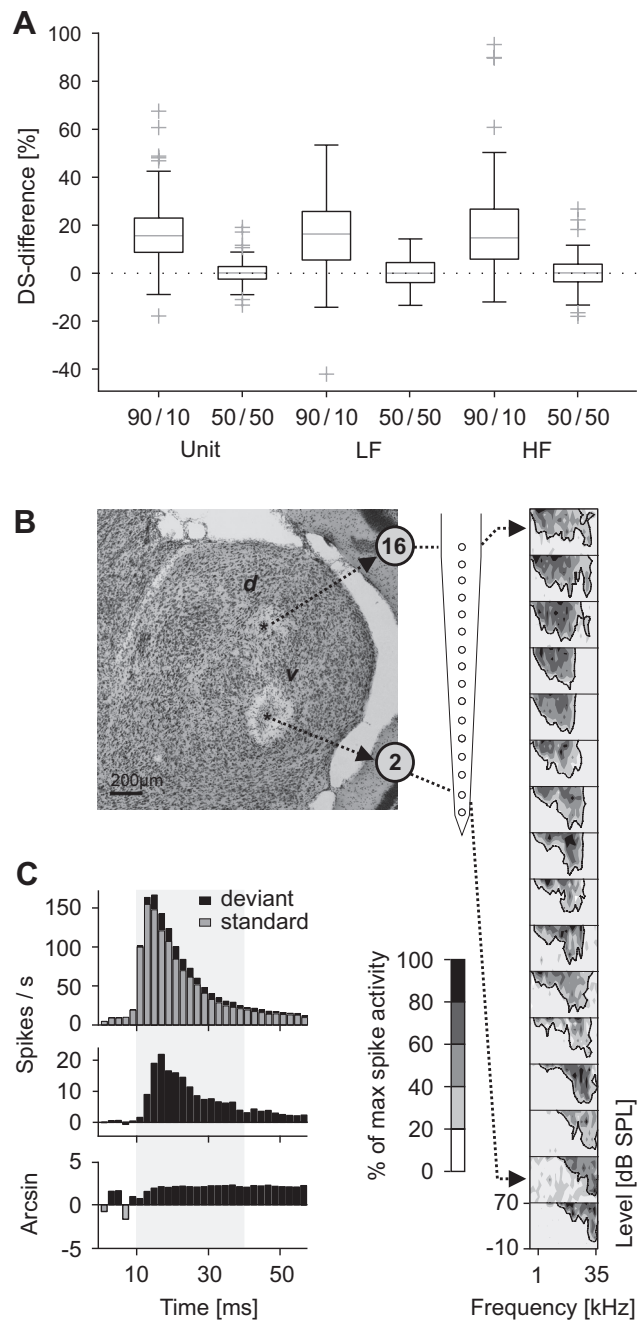 A
DS-difference [%]
100
80
60
40
20
0
-20
-40
90/10 50/50 90/10 50/50 90/10 50/50
Unit LF HF
B
d
v
200µm
16
2
C
deviant
standard
Spikes / s
150
100
50
0
20
10
0
Arcsin
5
0
-5
10 30 50
Time [ms]
% of max spike activity
100
80
60
40
20
0
Level [dB SPL]
70
-10
1 35
Frequency [kHz]